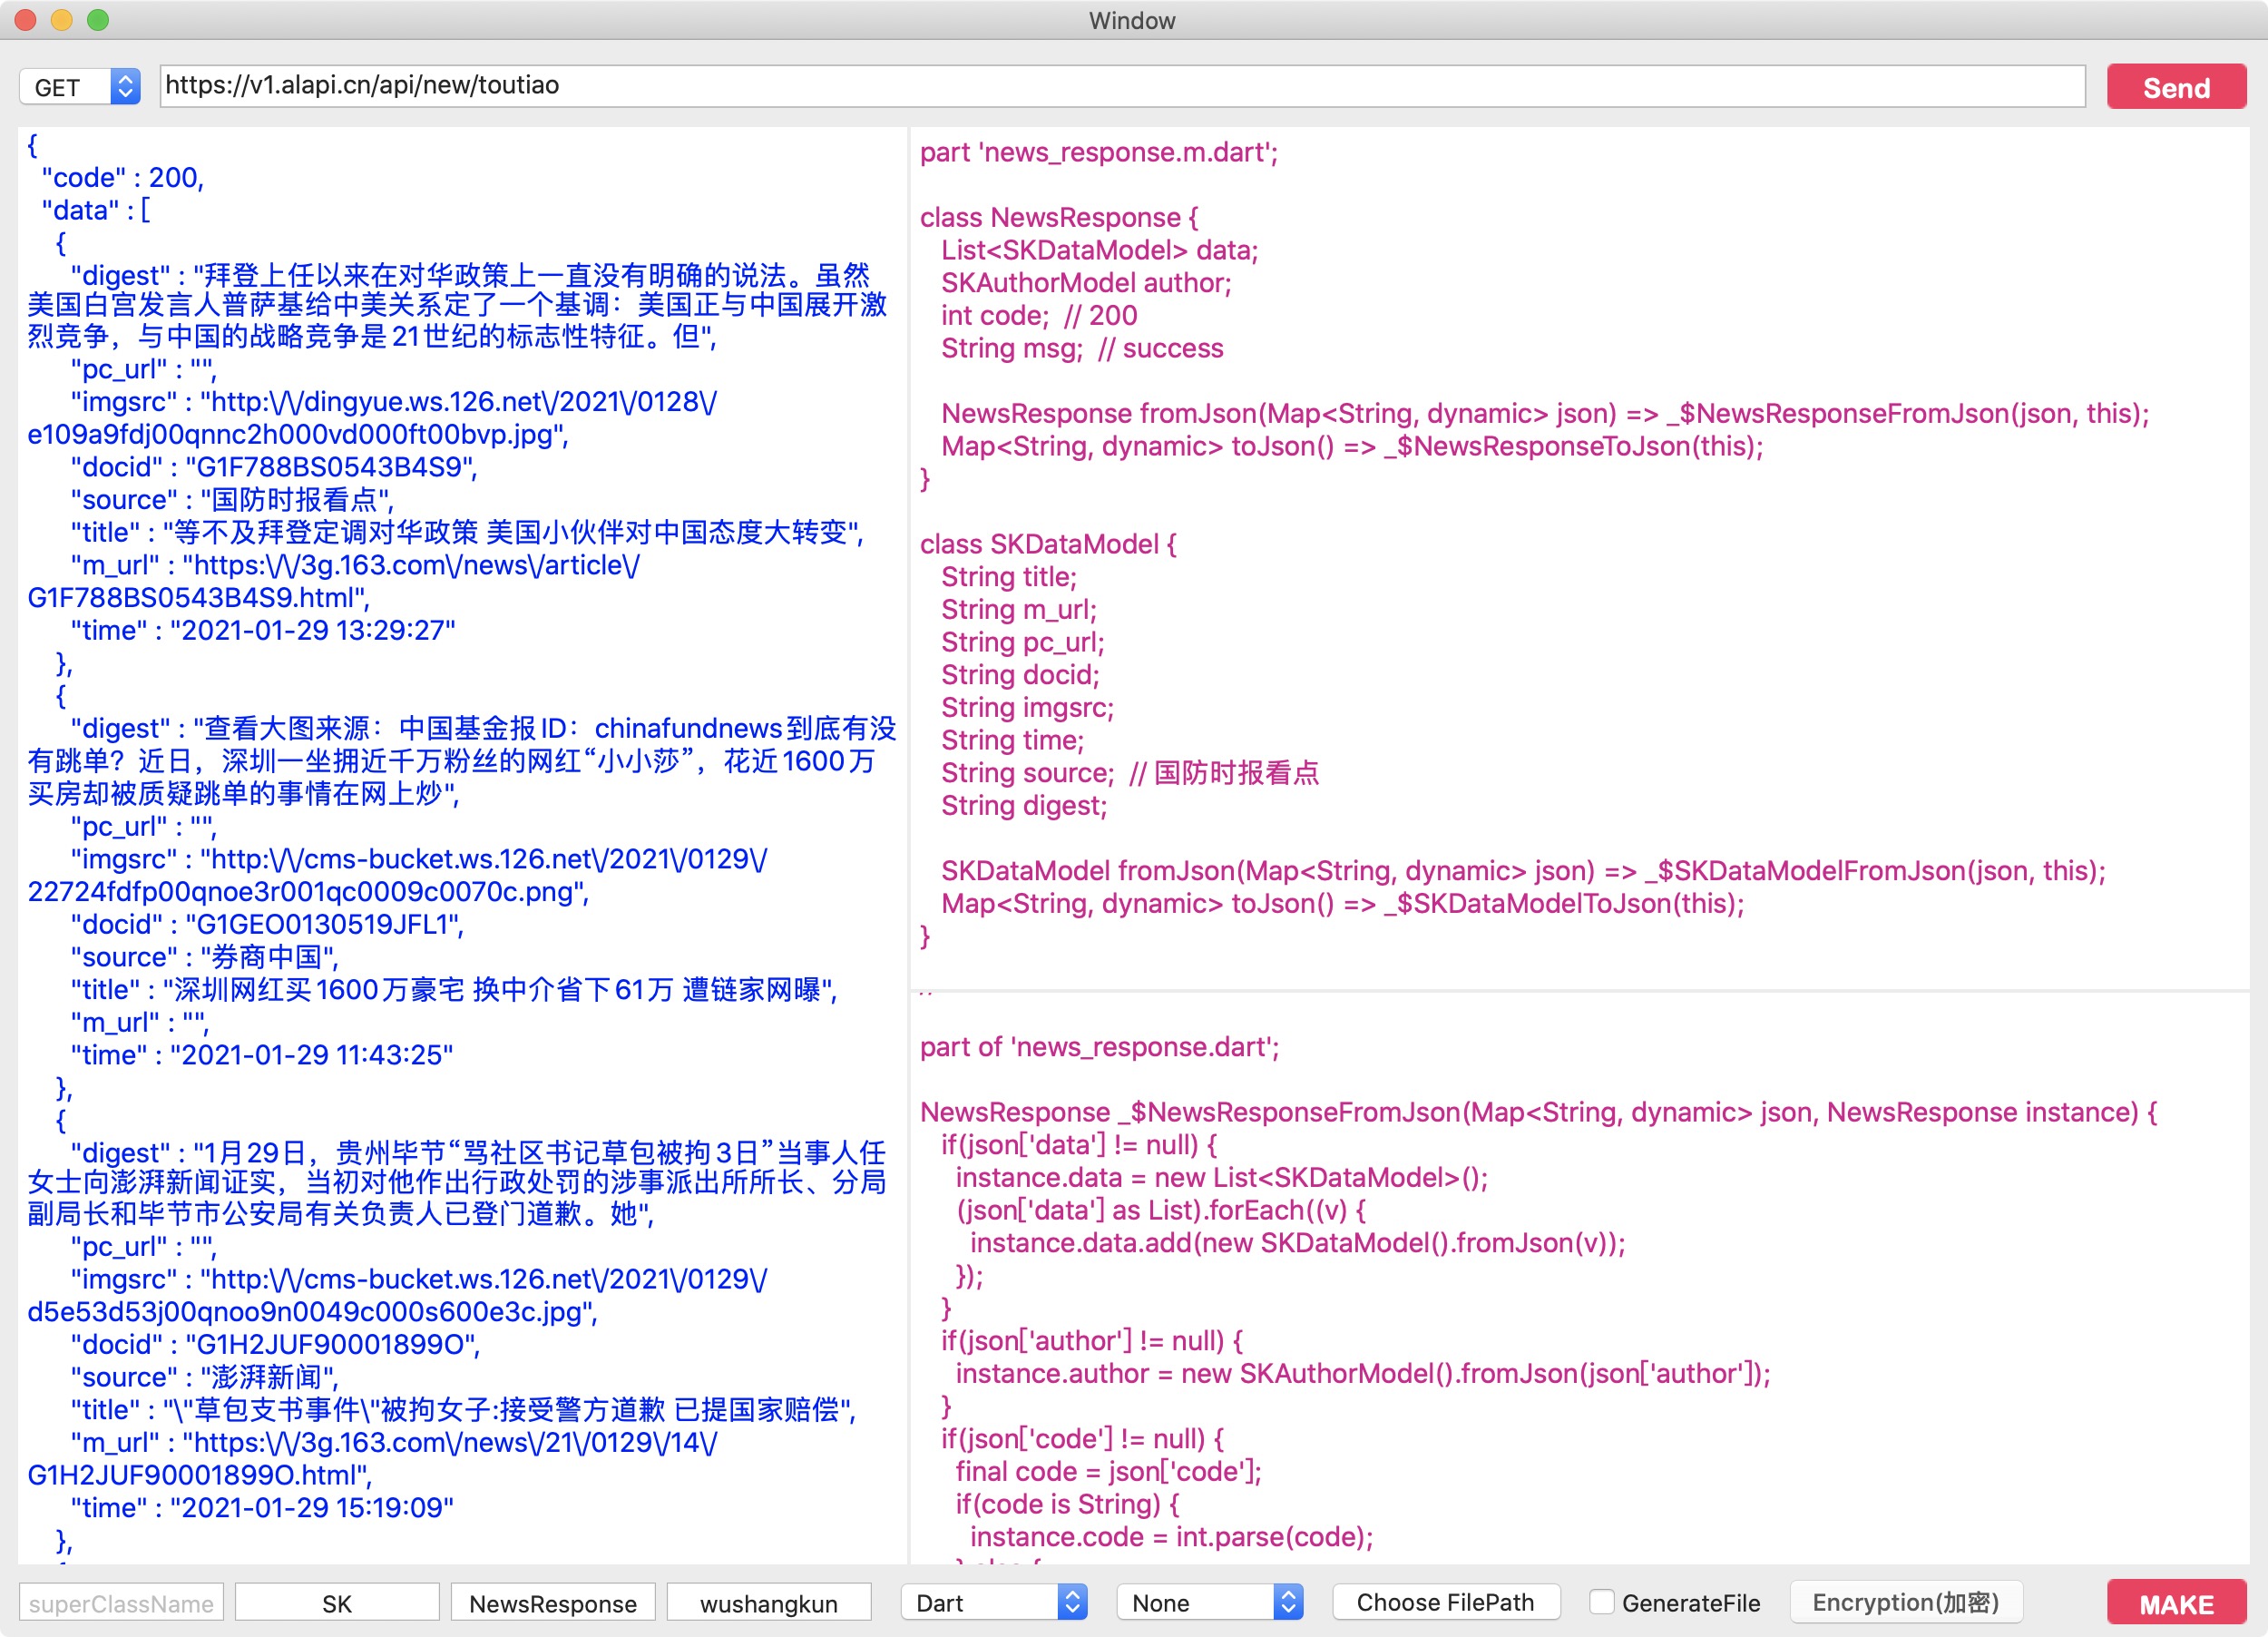 Window
GET
https://v1.alapi.cn/api/new/toutiao
Send
{
"code" : 200,
"data" : [
{
"digest" : "拜登上任以来在对华政策上一直没有明确的说法。虽然
美国白宫发言人普萨基给中美关系定了一个基调：美国正与中国展开激
烈竞争，与中国的战略竞争是21世纪的标志性特征。但",
"pc_url" : "",
"imgsrc" : "http:\/\/dingyue.ws.126.net\/2021\/0128\/
e109a9fdj00qnnc2h000vd000ft00bvp.jpg",
"docid" : "G1F788BS0543B4S9",
"source" : "国防时报看点",
"title" : "等不及拜登定调对华政策 美国小伙伴对中国态度大转变",
"m_url" : "https:\/\/3g.163.com\/news\/article\/
G1F788BS0543B4S9.html",
"time" : "2021-01-29 13:29:27"
},
{
"digest" : "查看大图来源：中国基金报ID：chinafundnews到底有没
有跳单？近日，深圳一坐拥近千万粉丝的网红“小小莎”，花近1600万
买房却被质疑跳单的事情在网上炒",
"pc_url" : "",
"imgsrc" : "http:\/\/cms-bucket.ws.126.net\/2021\/0129\/
22724fdfp00qnoe3r001qc0009c0070c.png",
"docid" : "G1GEO0130519JFL1",
"source" : "券商中国",
"title" : "深圳网红买1600万豪宅 换中介省下61万 遭链家网曝",
"m_url" : "",
"time" : "2021-01-29 11:43:25"
},
{
"digest" : "1月29日，贵州毕节“骂社区书记草包被拘3日”当事人任
女士向澎湃新闻证实，当初对他作出行政处罚的涉事派出所所长、分局
副局长和毕节市公安局有关负责人已登门道歉。她",
"pc_url" : "",
"imgsrc" : "http:\/\/cms-bucket.ws.126.net\/2021\/0129\/
d5e53d53j00qnoo9n0049c000s600e3c.jpg",
"docid" : "G1H2JUF90001899O",
"source" : "澎湃新闻",
"title" : "\"草包支书事件\"被拘女子:接受警方道歉 已提国家赔偿",
"m_url" : "https:\/\/3g.163.com\/news\/21\/0129\/14\/
G1H2JUF90001899O.html",
"time" : "2021-01-29 15:19:09"
},
part 'news_response.m.dart';
class NewsResponse {
List<SKDataModel> data;
SKAuthorModel author;
int code;  // 200
String msg;  // success
NewsResponse fromJson(Map<String, dynamic> json) => _$NewsResponseFromJson(json, this);
Map<String, dynamic> toJson() => _$NewsResponseToJson(this);
}
class SKDataModel {
String title;
String m_url;
String pc_url;
String docid;
String imgsrc;
String time;
String source;  // 国防时报看点
String digest;
SKDataModel fromJson(Map<String, dynamic> json) => _$SKDataModelFromJson(json, this);
Map<String, dynamic> toJson() => _$SKDataModelToJson(this);
}
part of 'news_response.dart';
NewsResponse _$NewsResponseFromJson(Map<String, dynamic> json, NewsResponse instance) {
if(json['data'] != null) {
instance.data = new List<SKDataModel>();
(json['data'] as List).forEach((v) {
instance.data.add(new SKDataModel().fromJson(v));
});
}
if(json['author'] != null) {
instance.author = new SKAuthorModel().fromJson(json['author']);
}
if(json['code'] != null) {
final code = json['code'];
if(code is String) {
instance.code = int.parse(code);
} else {
superClassName
SK
NewsResponse
wushangkun
Dart
None
Choose FilePath
GenerateFile
Encryption(加密)
MAKE